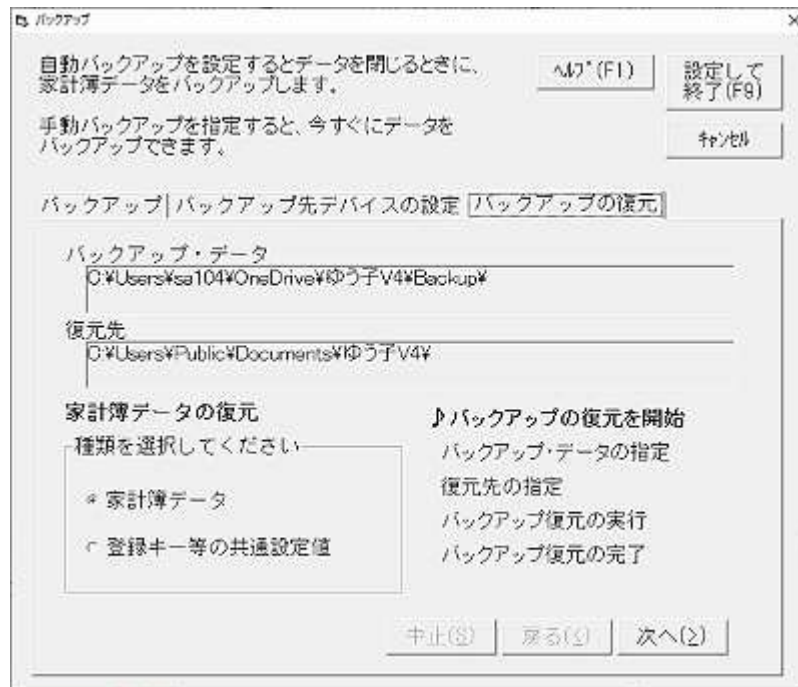 バックアップ
自動バックアップを設定するとデータを閉じるときに、
家計簿データをバックアップします。
手動バックアップを指定すると、今すぐにデータを
バックアップできます。
ﾍﾙﾌﾟ(F1)
設定して
終了(F9)
ｷｬﾝｾﾙ
バックアップ
バックアップ先デバイスの設定
バックアップの復元
バックアップ・データ
C:¥Users¥sa104¥OneDrive¥ゆう子V4¥Backup¥
復元先
C:¥Users¥Public¥Documents¥ゆう子V4¥
家計簿データの復元
種類を選択してください
家計簿データ
登録キー等の共通設定値
♪バックアップの復元を開始
バックアップ・データの指定
復元先の指定
バックアップ復元の実行
バックアップ復元の完了
中止(S)
戻る(<)
次へ(>)